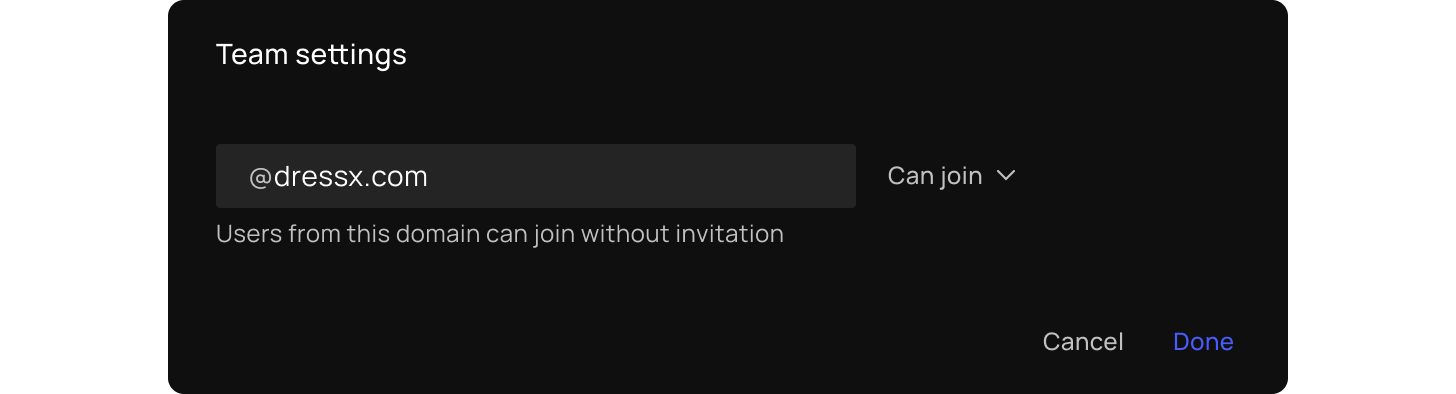 Team settings
@dressx.com
Can join
Users from this domain can join without invitation
Cancel
Done